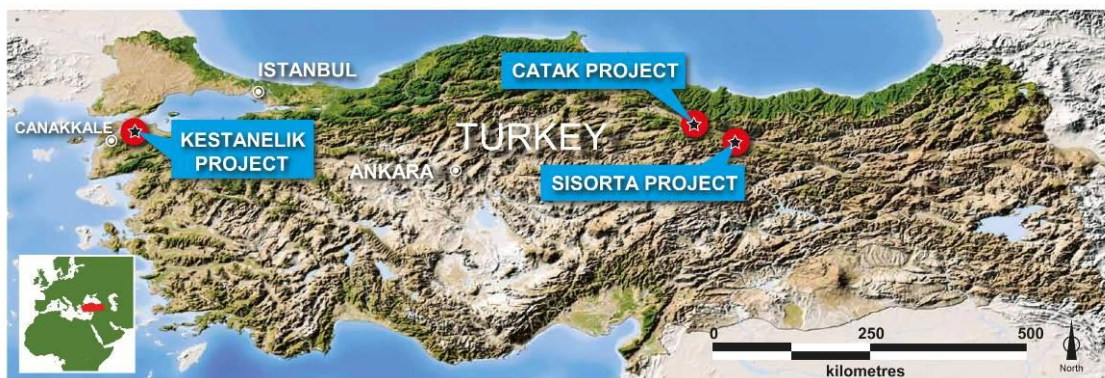 ISTANBUL
CATAK PROJECT
CANAKKALE
KESTANELIK
PROJECT
TURKEY
ANKARA
SISORTA PROJECT
0 250 500
kilometres
North